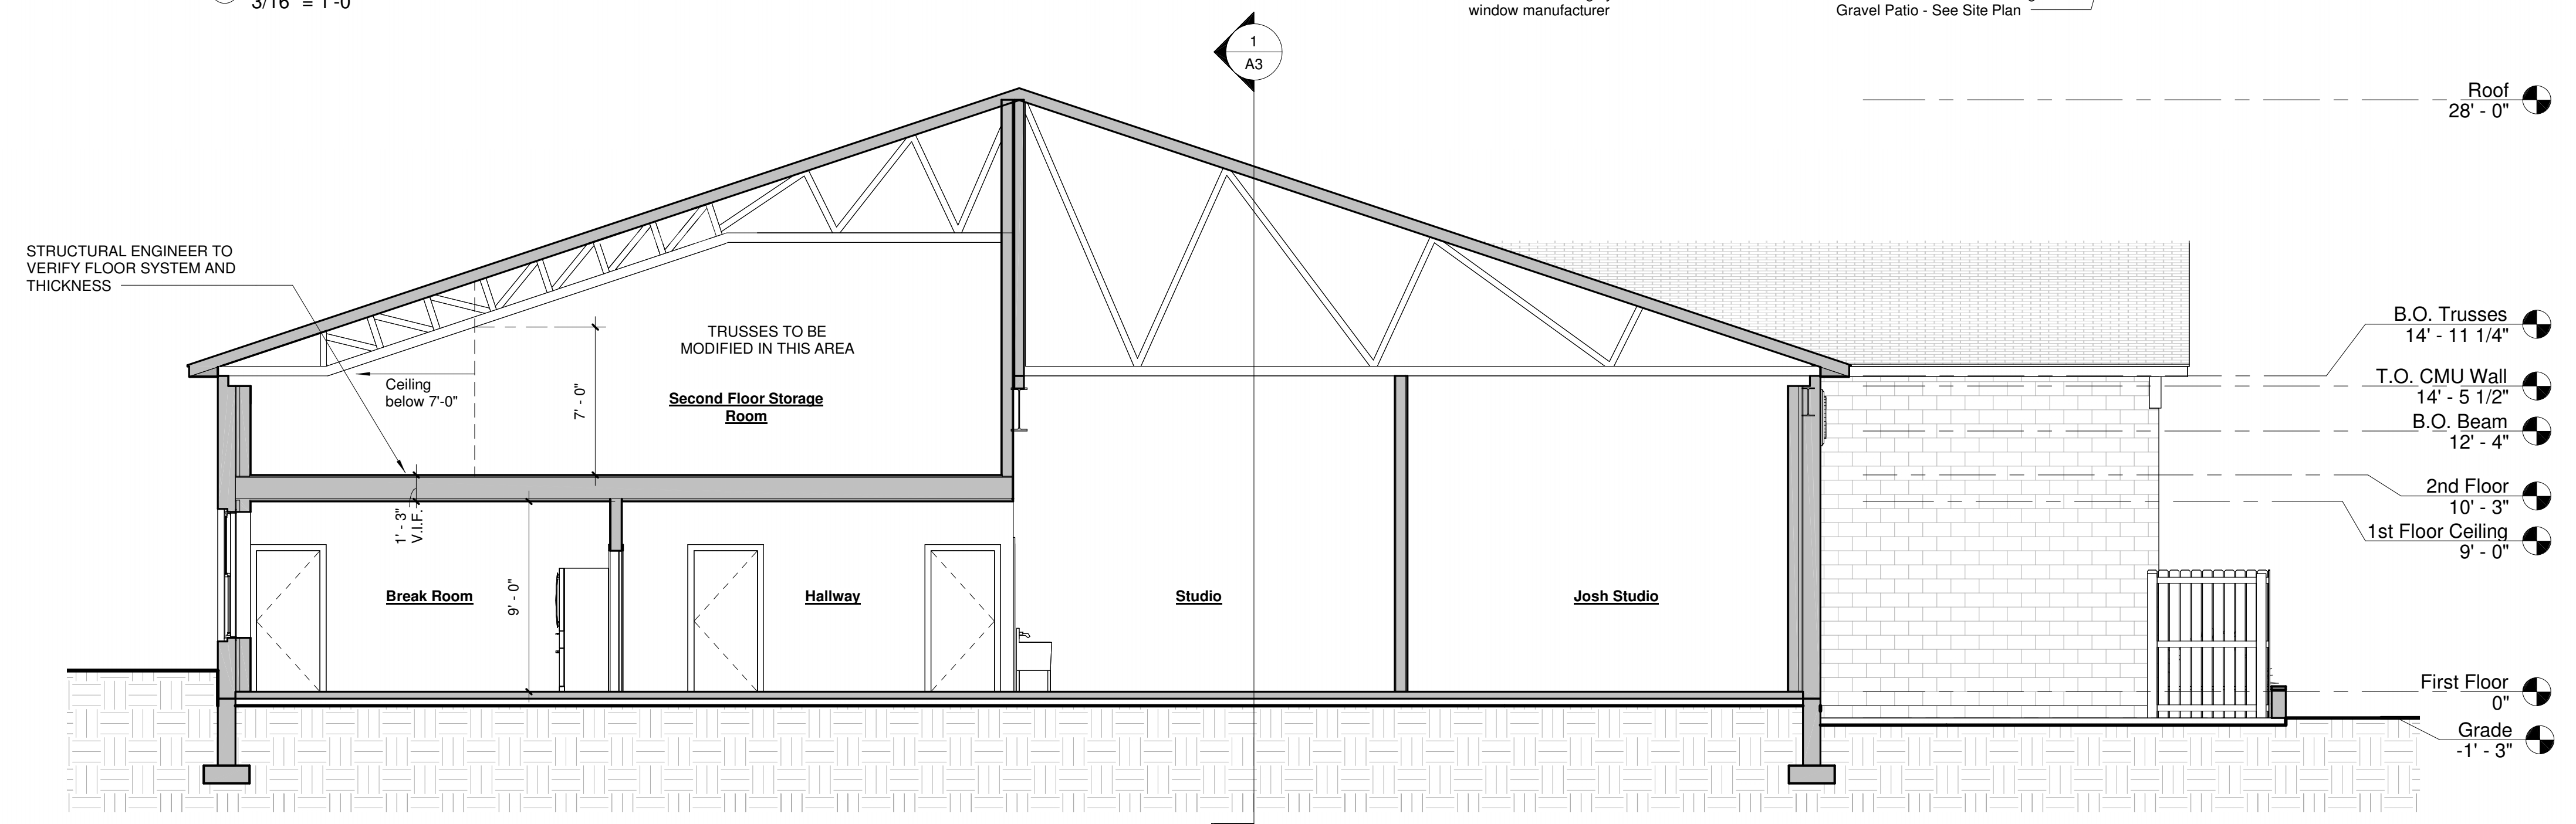 3/16" = 1'-0"
window manufacturer
Gravel Patio - See Site Plan
1
A3
Roof
28' - 0"
STRUCTURAL ENGINEER TO
VERIFY FLOOR SYSTEM AND
THICKNESS
B.O. Trusses
14' - 11 1/4"
TRUSSES TO BE
MODIFIED IN THIS AREA
T.O. CMU Wall
14' - 5 1/2"
Ceiling
below 7'-0"
7' - 0"
Second Floor Storage
Room
B.O. Beam
12' - 4"
2nd Floor
10' - 3"
1' - 3"
V.I.F.
1st Floor Ceiling
9' - 0"
9' - 0"
Break Room
Hallway
Studio
Josh Studio
First Floor
0"
Grade
-1' - 3"